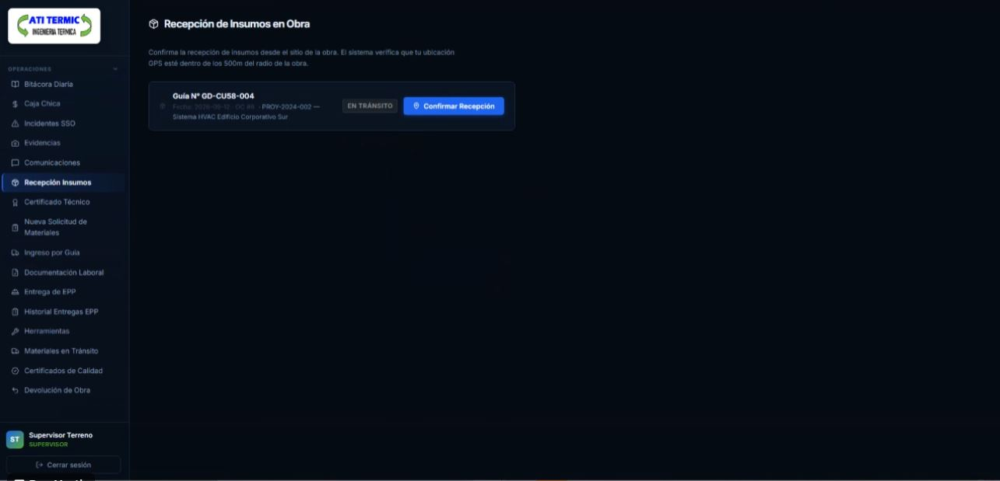 ATI TERMIC
INGENIERIA TERMICA
OPERACIONES
Bitácora Diaria
Caja Chica
Incidentes SSO
Evidencias
Comunicaciones
Recepción Insumos
Certificado Técnico
Nueva Solicitud de
Materiales
Ingreso por Guía
Documentación Laboral
Entrega de EPP
Historial Entregas EPP
Herramientas
Materiales en Tránsito
Certificados de Calidad
Devolución de Obra
ST
Supervisor Terreno
SUPERVISOR
Cerrar sesión
Recepción de Insumos en Obra
Confirma la recepción de insumos desde el sitio de la obra. El sistema verifica que tu ubicación
GPS esté dentro de los 500m del radio de la obra.
Guía N° GD-CU58-004
Fecha: 2026-09-12 · OC #8 · PROY-2024-002 —
Sistema HVAC Edificio Corporativo Sur
EN TRÁNSITO
Confirmar Recepción